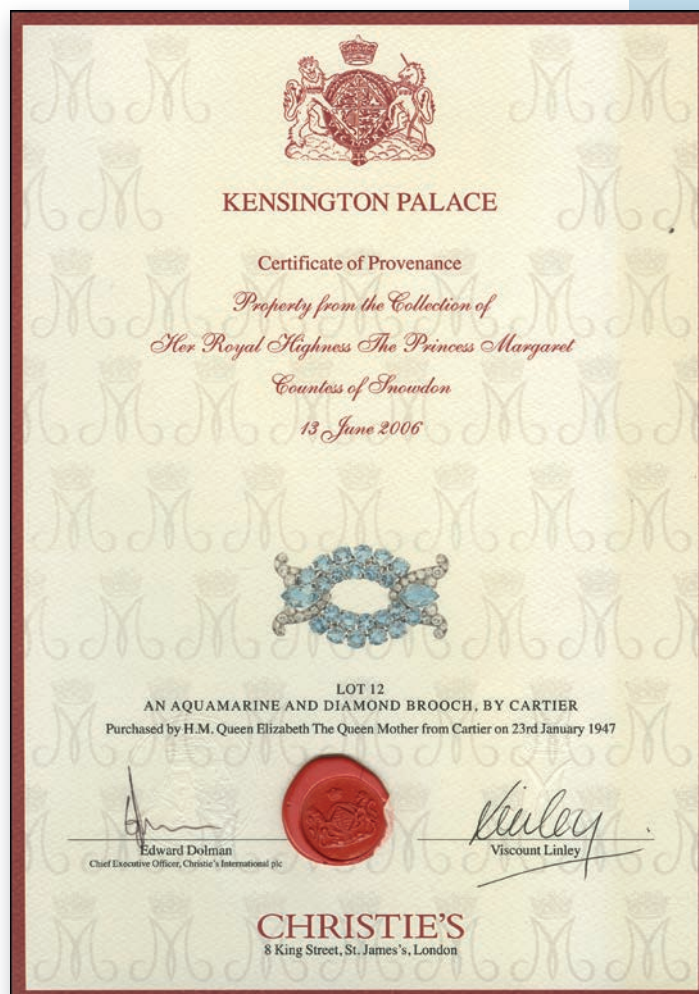 KENSINGTON PALACE
Certificate of Provenance
Property from the Collection of
Her Royal Highness The Princess Margaret
Countess of Snowdon
13 June 2006
LOT 12
AN AQUAMARINE AND DIAMOND BROOCH, BY CARTIER
Purchased by H.M. Queen Elizabeth The Queen Mother from Cartier on 23rd January 1947
Linley
Edward Dolman
Viscount Linley
Chief Executive Officer, Christie's International plc
CHRISTIE'S
8 King Street, St. James's, London